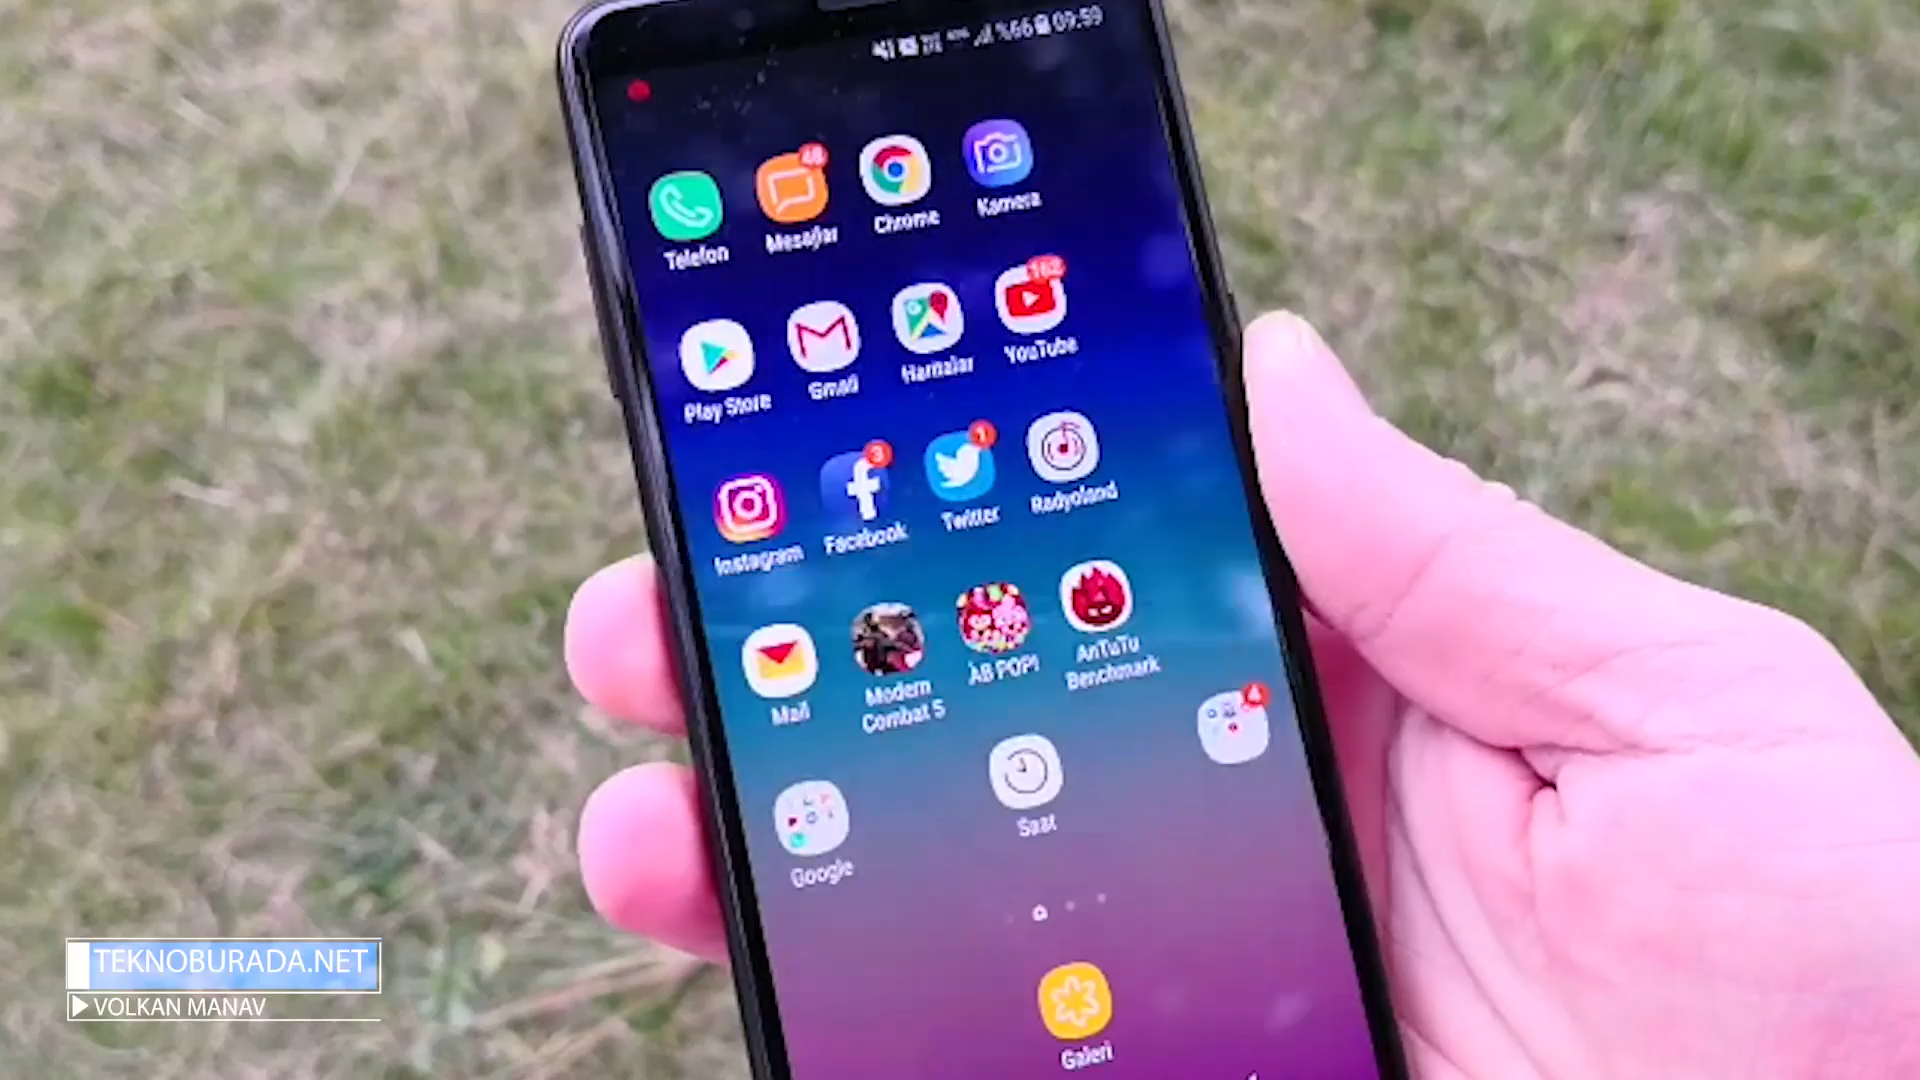 %66 09:59
48
Telefon
Mesajlar
Chrome
Kamera
162
Play Store
Gmail
Haritalar
YouTube
3
1
Instagram
Facebook
Twitter
Radyoland
Mail
Modern
Combat 5
AB POP!
AnTuTu
Benchmark
4
Google
Saat
Galeri
TEKNOBURADA.NET
VOLKAN MANAV